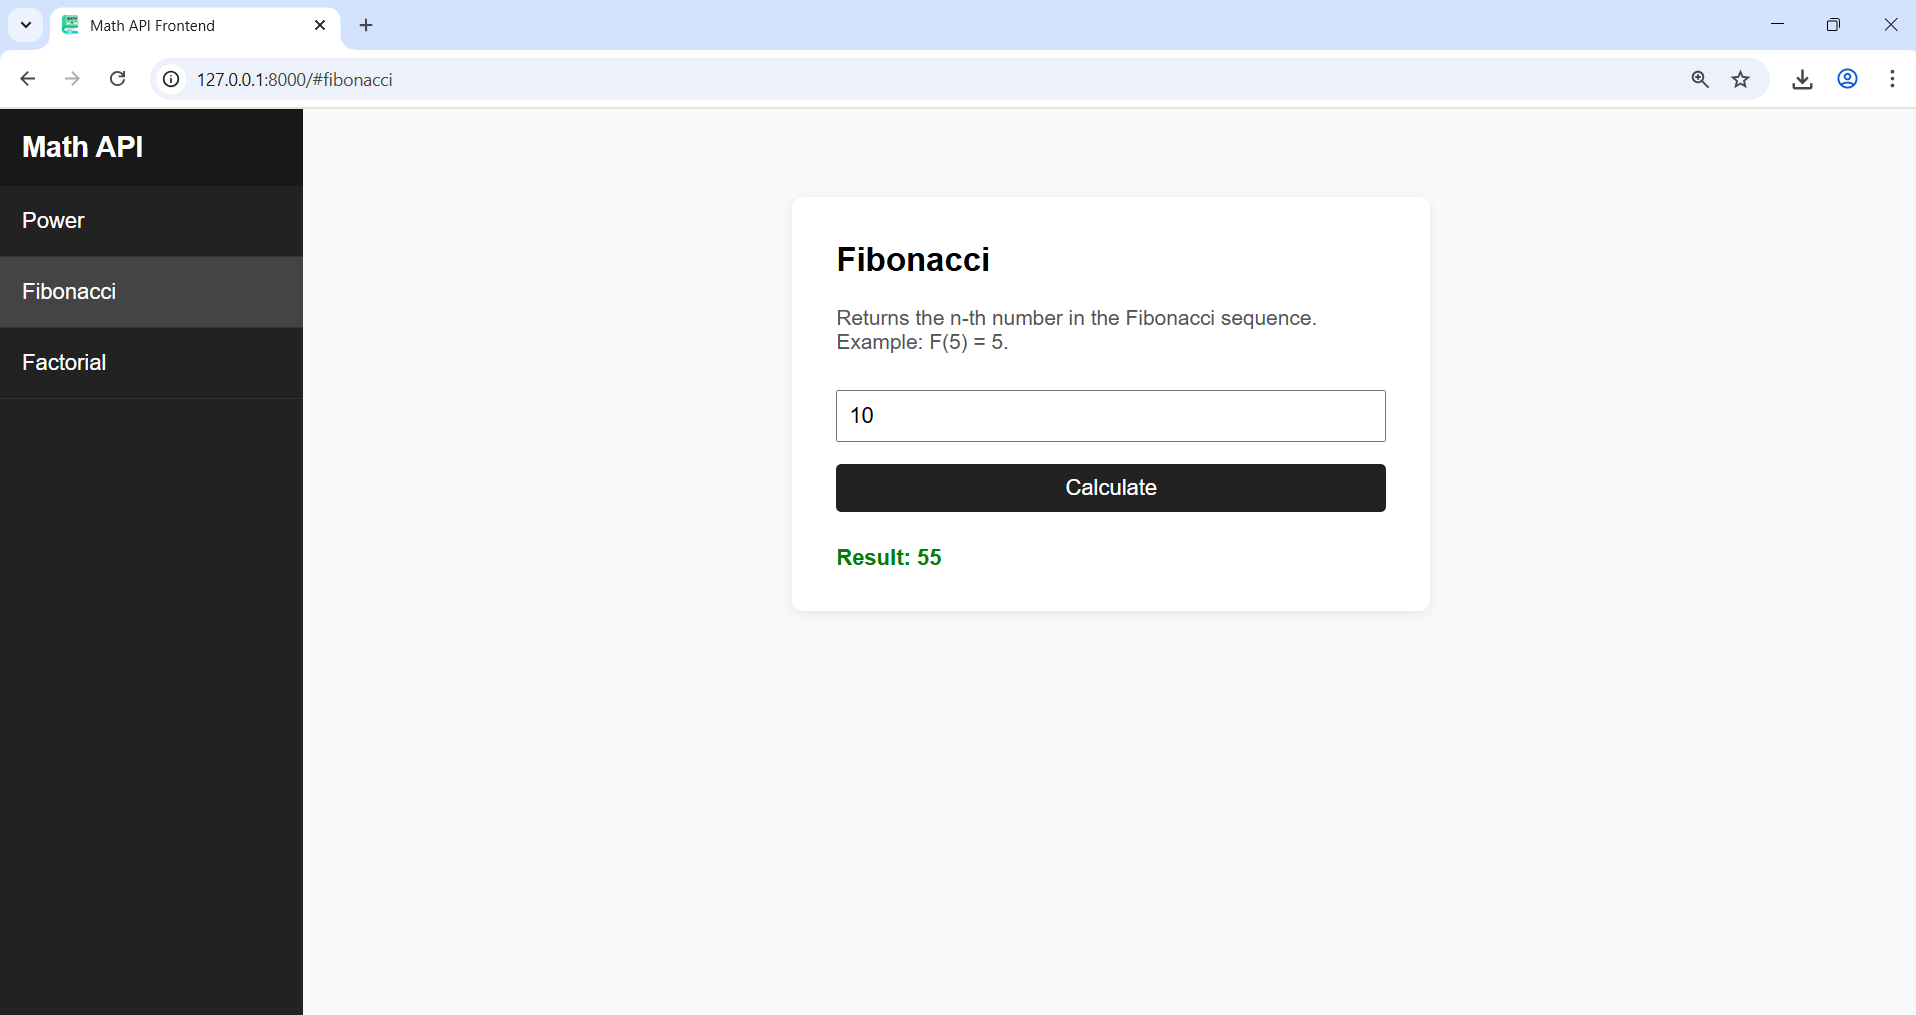 Math API Frontend
127.0.0.1:8000/#fibonacci
Math API
Power
Fibonacci
Factorial
Fibonacci
Returns the n-th number in the Fibonacci sequence.
Example: F(5) = 5.
10
Calculate
Result: 55